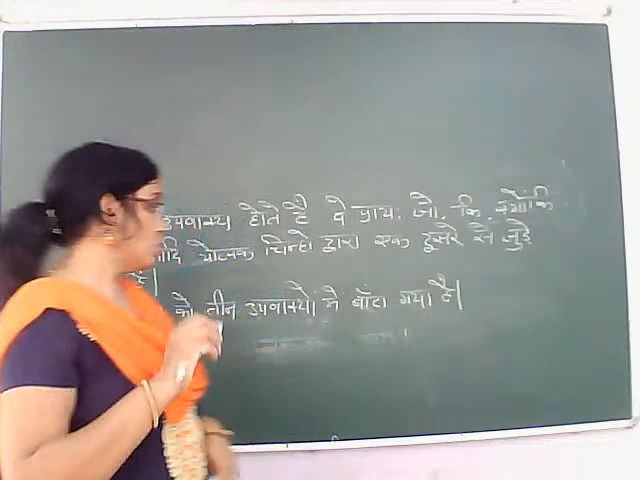 उपवाक्य होते है वे प्राय: जो, कि, क्योंकि
आदि योजक चिन्हो द्वारा एक दूसरे से जुड़े
है|
को तीन उपवाक्यो मे बाँटा गया है|